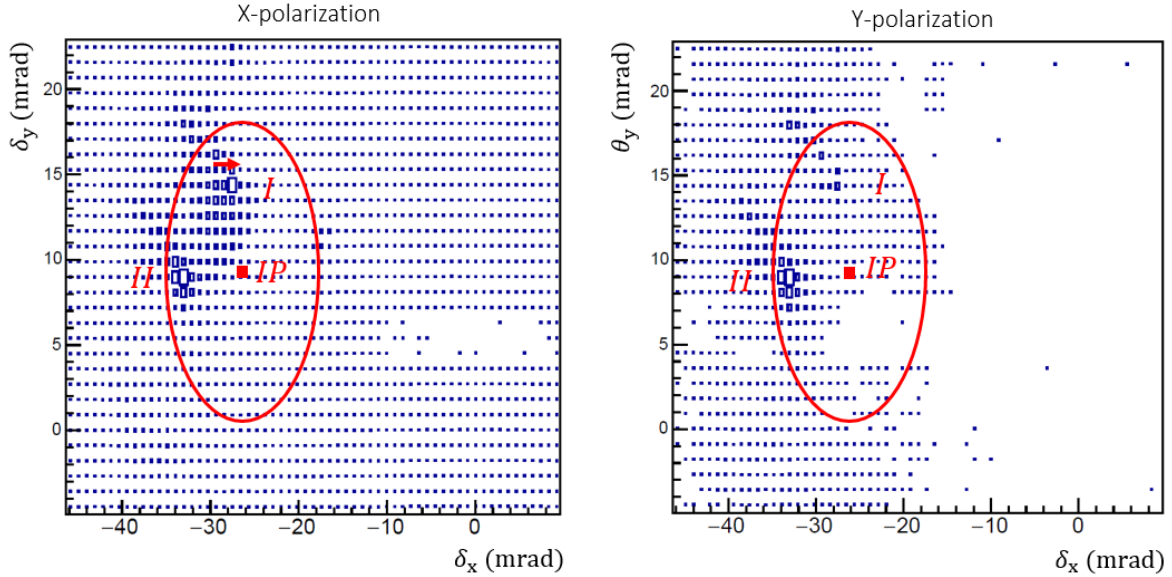 X-polarization
δy (mrad)
20
15
10
5
0
−40
−30
−20
−10
0
δx (mrad)
I
II
IP
Y-polarization
θy (mrad)
20
15
10
5
0
−40
−30
−20
−10
0
δx (mrad)
I
II
IP